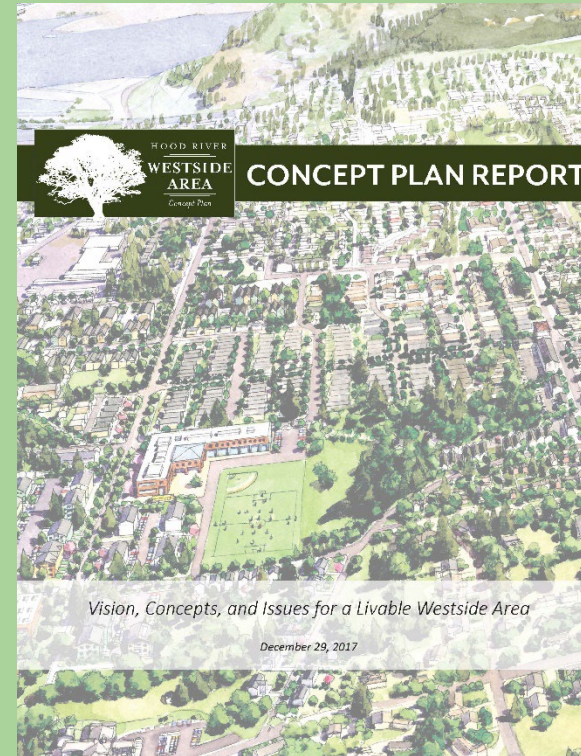 HOOD RIVER
WESTSIDE
AREA
Concept Plan
CONCEPT PLAN REPORT
Vision, Concepts, and Issues for a Livable Westside Area
December 29, 2017